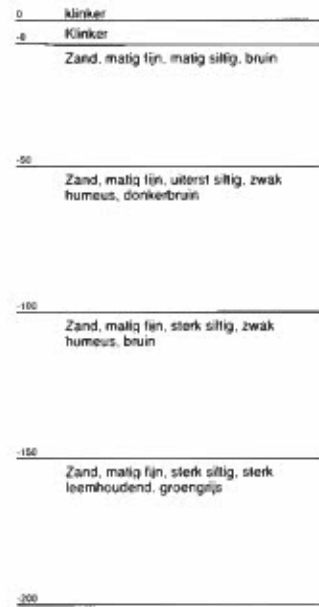 0 klinker
-8 Klinker
Zand, matig fijn, matig siltig, bruin
-50
Zand, matig fijn, uiterst siltig, zwak
humeus, donkerbruin
-100
Zand, matig fijn, sterk siltig, zwak
humeus, bruin
-150
Zand, matig fijn, sterk siltig, sterk
leemhoudend, groengrijs
-200